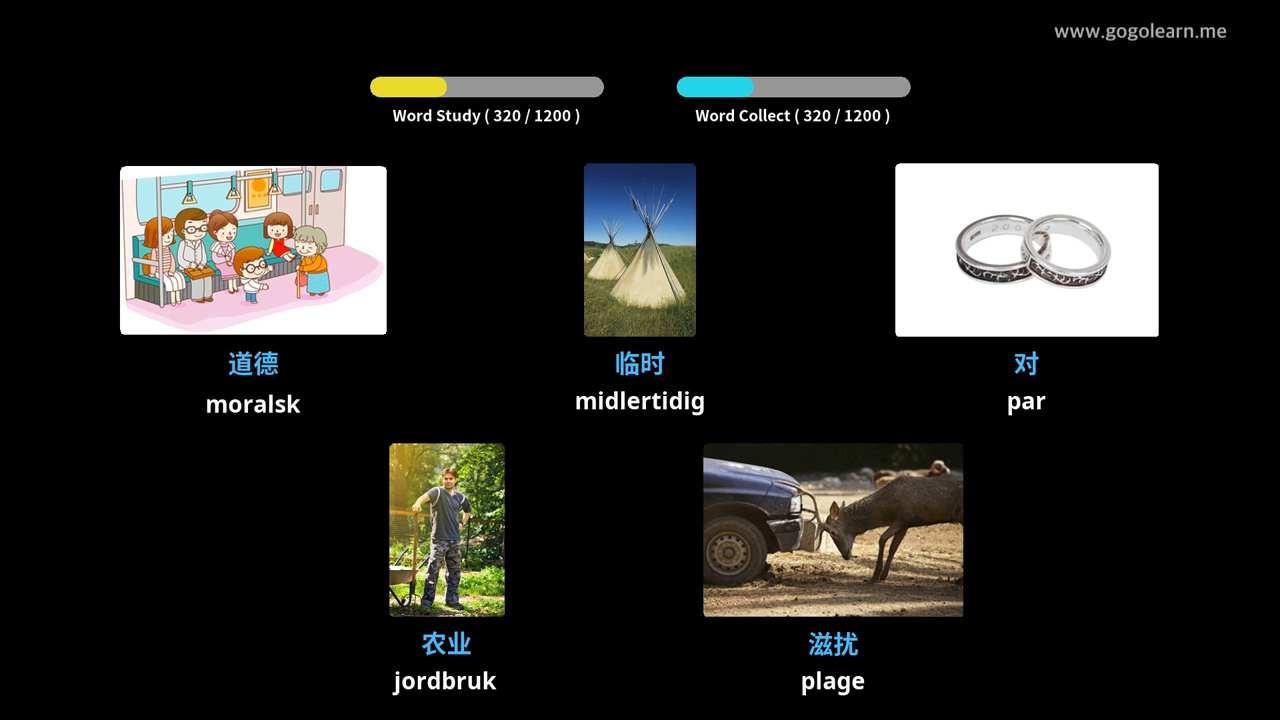 www.gogolearn.me
Word Study ( 320 / 1200 )
Word Collect ( 320 / 1200 )
道德
moralsk
临时
midlertidig
对
par
农业
jordbruk
滋扰
plage